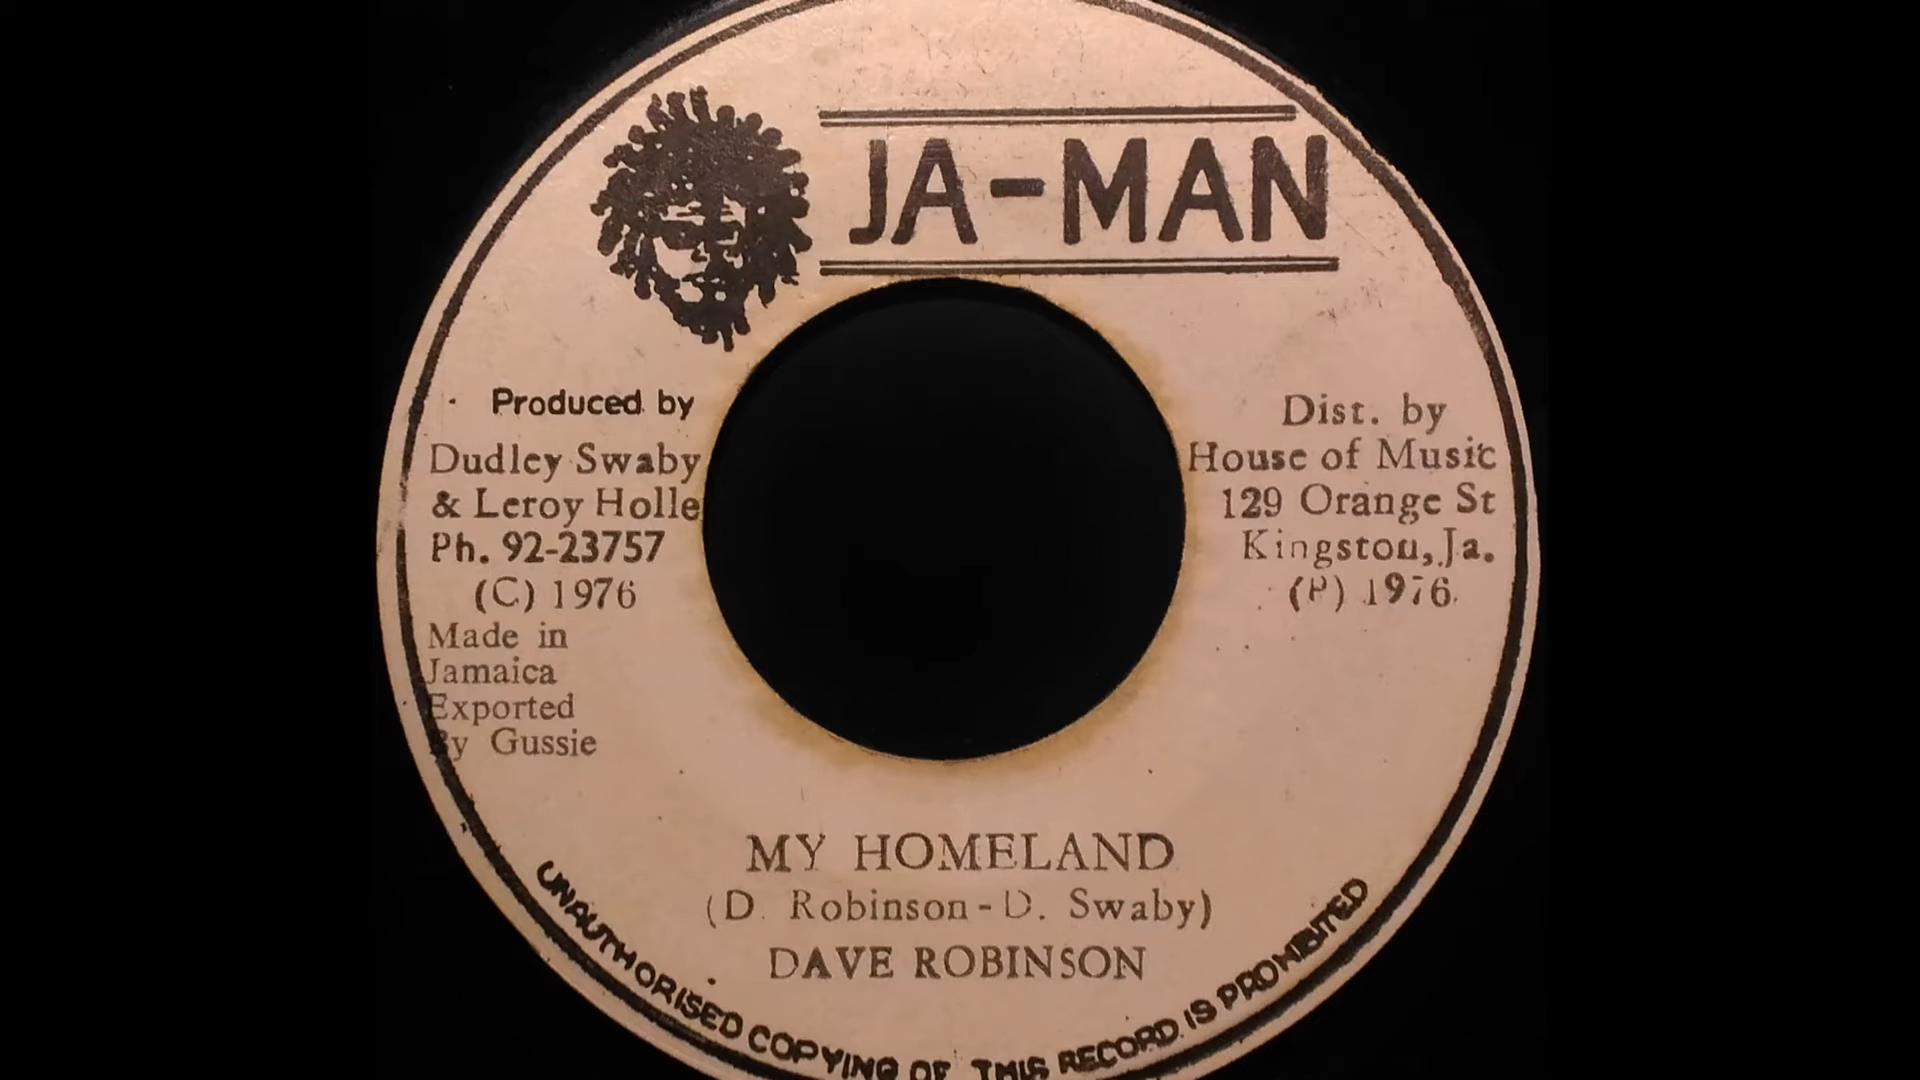 JA-MAN
Produced by
Dudley Swaby
& Leroy Holle
Ph. 92-23757
(C) 1976
Made in
Jamaica
Exported
By Gussie
Dist. by
House of Music
129 Orange St
Kingston, Ja.
(P) 1976.
MY HOMELAND
(D. Robinson - D. Swaby)
DAVE ROBINSON
UNAUTHORISED COPYING OF THIS RECORD IS PROHIBITED